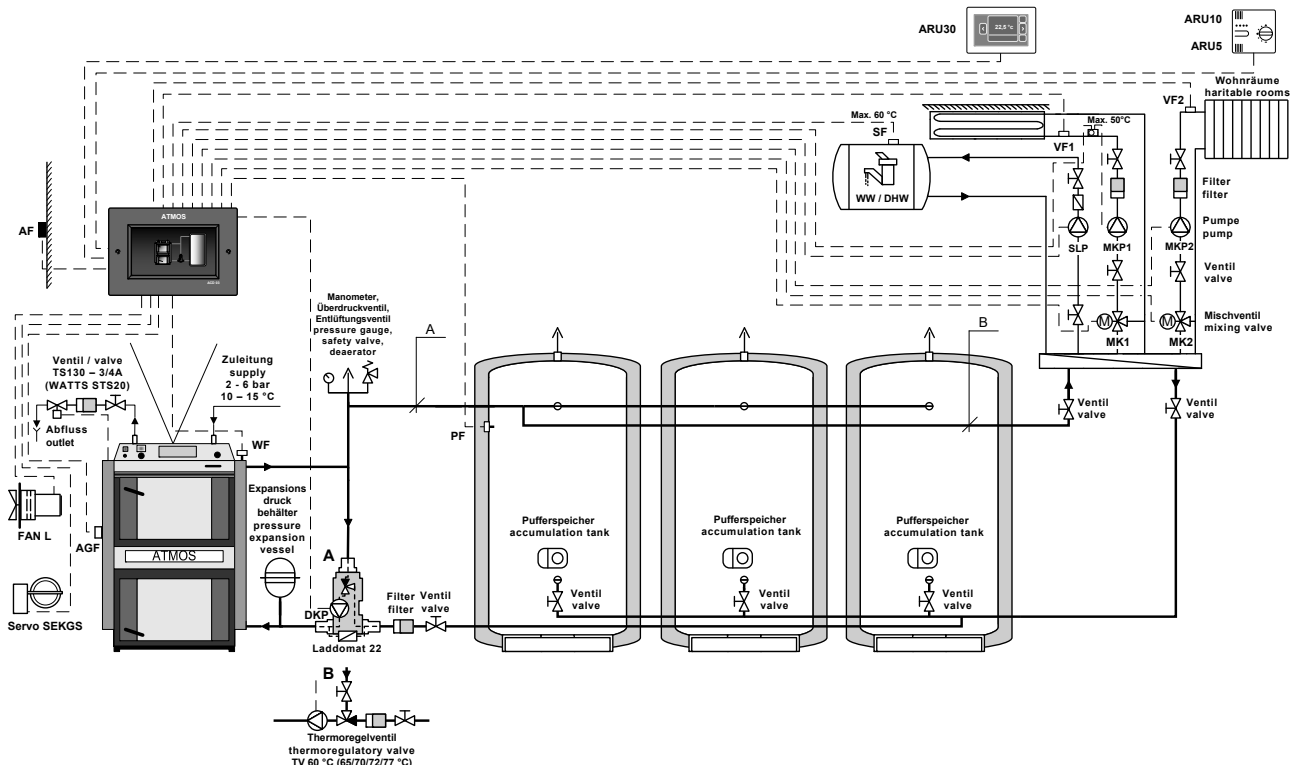 ARU30
22,5 °c
ARU10
ARU5
Wohnräume
haritable rooms
VF2
Max. 60 °C
SF
Max. 50°C
VF1
WW / DHW
Filter
filter
SLP
MKP1
MKP2
Pumpe
pump
Ventil
valve
Mischventil
mixing valve
M
MK1
M
MK2
AF
ATMOS
Manometer,
Überdruckventil,
Entlüftungsventil
pressure gauge,
safety valve,
deaerator
A
B
Ventil / valve
TS130 – 3/4A
(WATTS STS20)
Zuleitung
supply
2 - 6 bar
10 – 15 °C
Abfluss
outlet
WF
PF
Ventil
valve
Ventil
valve
FAN L
AGF
ATMOS
Servo SEKGS
Expansions
druck
behälter
pressure
expansion
vessel
A
DKP
Laddomat 22
Filter
filter
Ventil
valve
Pufferspeicher
accumulation tank
Pufferspeicher
accumulation tank
Pufferspeicher
accumulation tank
Ventil
valve
Ventil
valve
Ventil
valve
B
Thermoregelventil
thermoregulatory valve
TV 60 °C (65/70/72/77 °C)